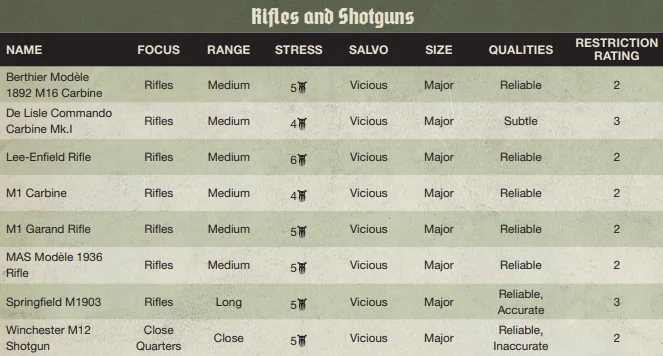 Rifles and Shotguns
NAME FOCUS RANGE STRESS SALVO SIZE QUALITIES RESTRICTION RATING
Berthier Modèle 1892 M16 Carbine Rifles Medium 5 Vicious Major Reliable 2
De Lisle Commando Carbine Mk.I Rifles Medium 4 Vicious Major Subtle 3
Lee-Enfield Rifle Rifles Medium 6 Vicious Major Reliable 2
M1 Carbine Rifles Medium 4 Vicious Major Reliable 2
M1 Garand Rifle Rifles Medium 5 Vicious Major Reliable 2
MAS Modèle 1936 Rifle Rifles Medium 5 Vicious Major Reliable 2
Springfield M1903 Rifles Long 5 Vicious Major Reliable, Accurate 3
Winchester M12 Shotgun Close Quarters Close 5 Vicious Major Reliable, Inaccurate 2